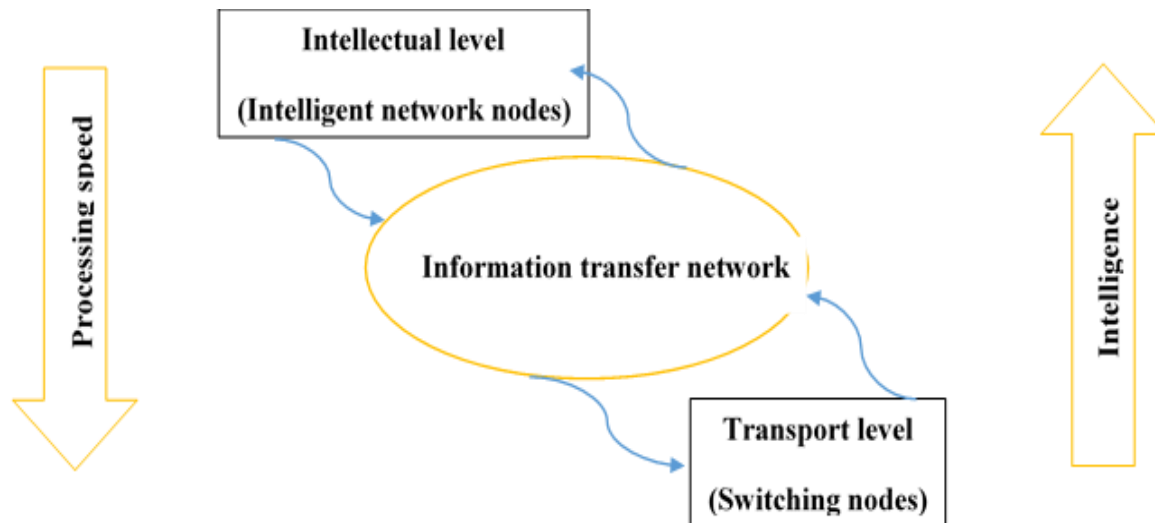 Intellectual level
(Intelligent network nodes)
Processing speed
Information transfer network
Intelligence
Transport level
(Switching nodes)